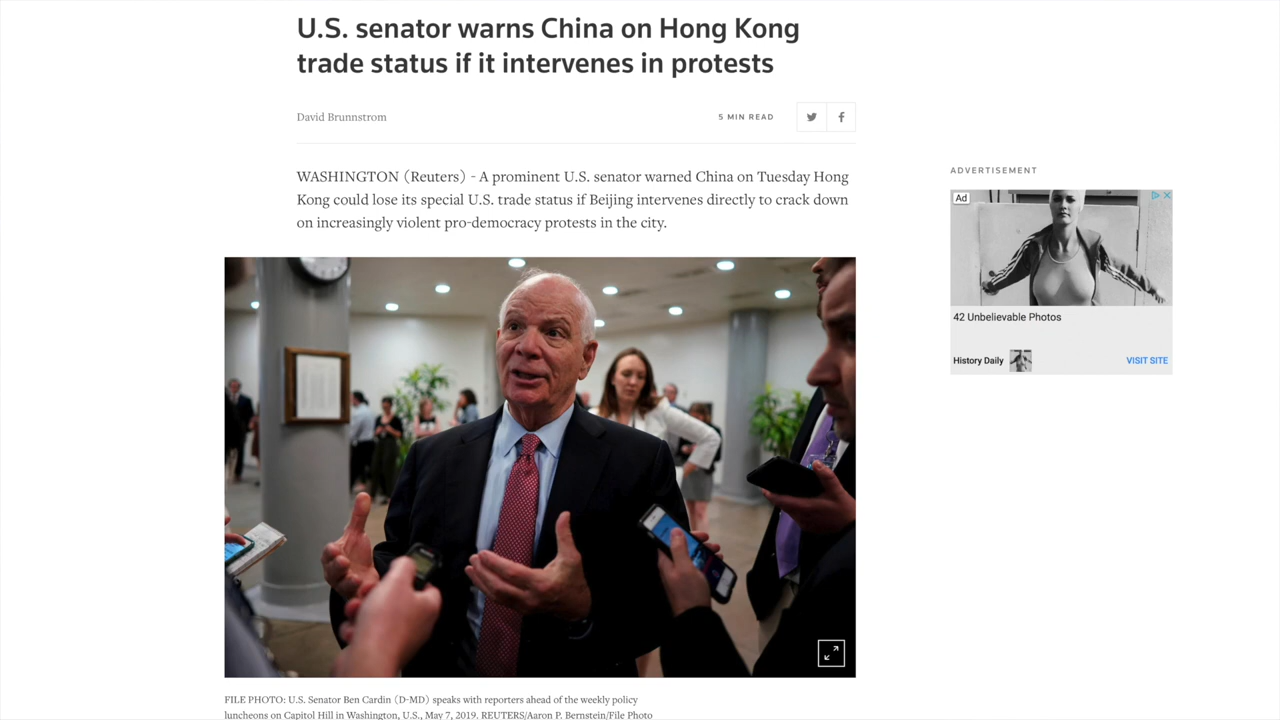 U.S. senator warns China on Hong Kong
trade status if it intervenes in protests
David Brunnstrom
5 MIN READ
WASHINGTON (Reuters) - A prominent U.S. senator warned China on Tuesday Hong
Kong could lose its special U.S. trade status if Beijing intervenes directly to crack down
on increasingly violent pro-democracy protests in the city.
ADVERTISEMENT
Ad
42 Unbelievable Photos
History Daily
VISIT SITE
FILE PHOTO: U.S. Senator Ben Cardin (D-MD) speaks with reporters ahead of the weekly policy
luncheons on Capitol Hill in Washington, U.S., May 7, 2019. REUTERS/Aaron P. Bernstein/File Photo